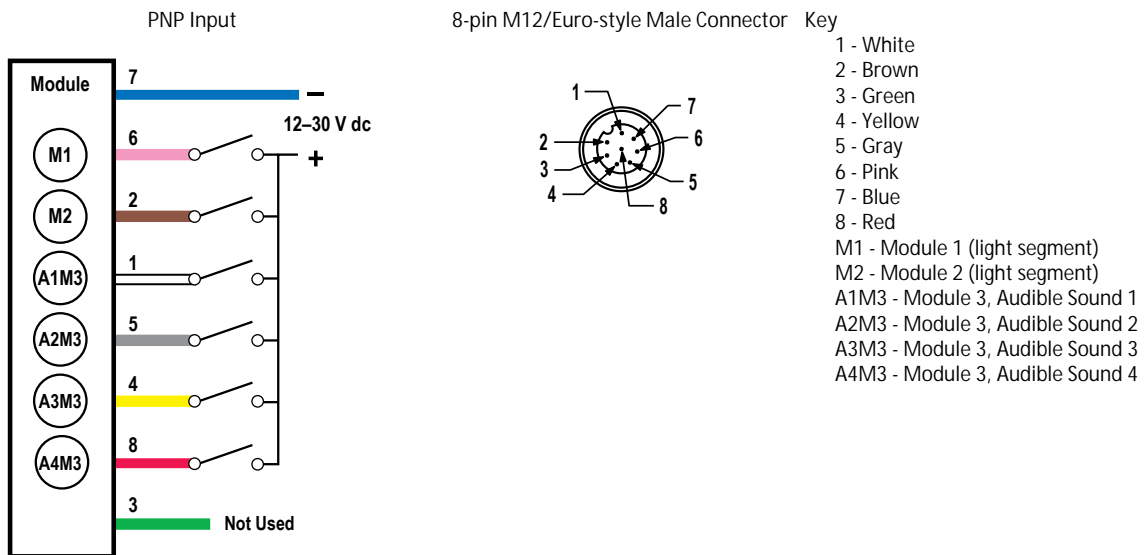 PNP Input
8-pin M12/Euro-style Male Connector
Key
Module
7
–
12–30 V dc
+
M1
6
M2
2
A1M3
1
A2M3
5
A3M3
4
A4M3
8
3
Not Used
1
2
3
4
7
6
5
8
1 - White
2 - Brown
3 - Green
4 - Yellow
5 - Gray
6 - Pink
7 - Blue
8 - Red
M1 - Module 1 (light segment)
M2 - Module 2 (light segment)
A1M3 - Module 3, Audible Sound 1
A2M3 - Module 3, Audible Sound 2
A3M3 - Module 3, Audible Sound 3
A4M3 - Module 3, Audible Sound 4